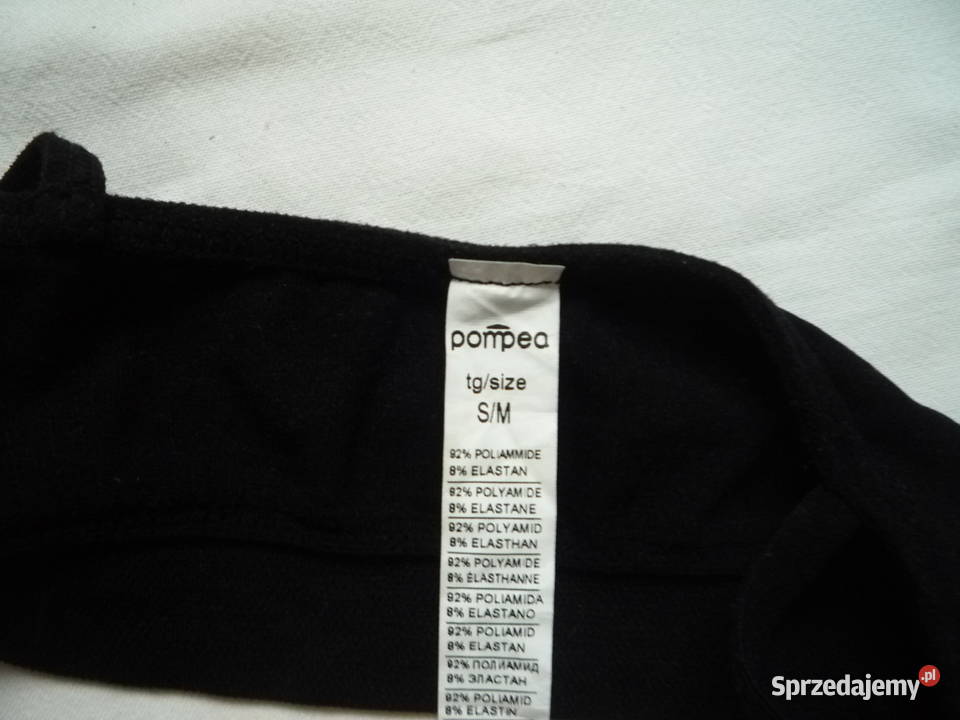 pompea
tg/size
S/M
92% POLIAMMIDE
8% ELASTAN
92% POLYAMIDE
8% ELASTANE
92% POLYAMID
8% ELASTHAN
92% POLYAMIDE
8% ÉLASTHANNE
92% POLIAMIDA
8% ELASTANO
92% POLIAMID
8% ELASTAN
92% ПОЛИАМИД
8% ЭЛАСТАН
92% POLIAMID
8% ELASTIN
Sprzedajemy.pl